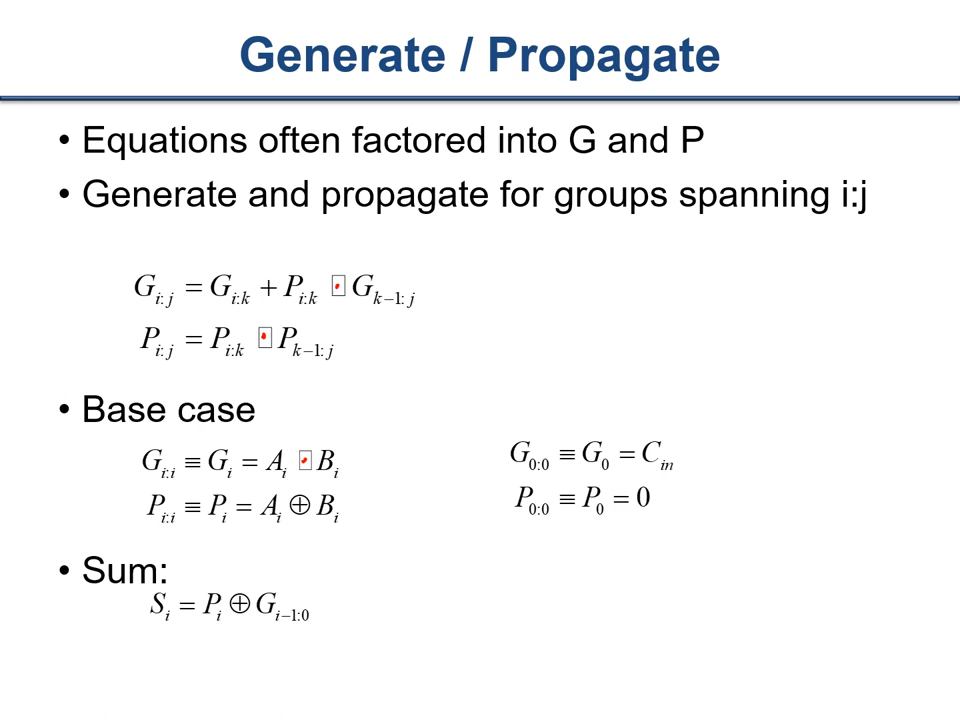 Generate / Propagate
• Equations often factored into G and P
• Generate and propagate for groups spanning i:j
G_{i:j} = G_{i:k} + P_{i:k} · G_{k−1:j}
P_{i:j} = P_{i:k} · P_{k−1:j}
• Base case
G_{i:i} ≡ G_i = A_i · B_i
P_{i:i} ≡ P_i = A_i ⊕ B_i
G_{0:0} ≡ G_0 = C_{in}
P_{0:0} ≡ P_0 = 0
• Sum:
S_i = P_i ⊕ G_{i−1:0}